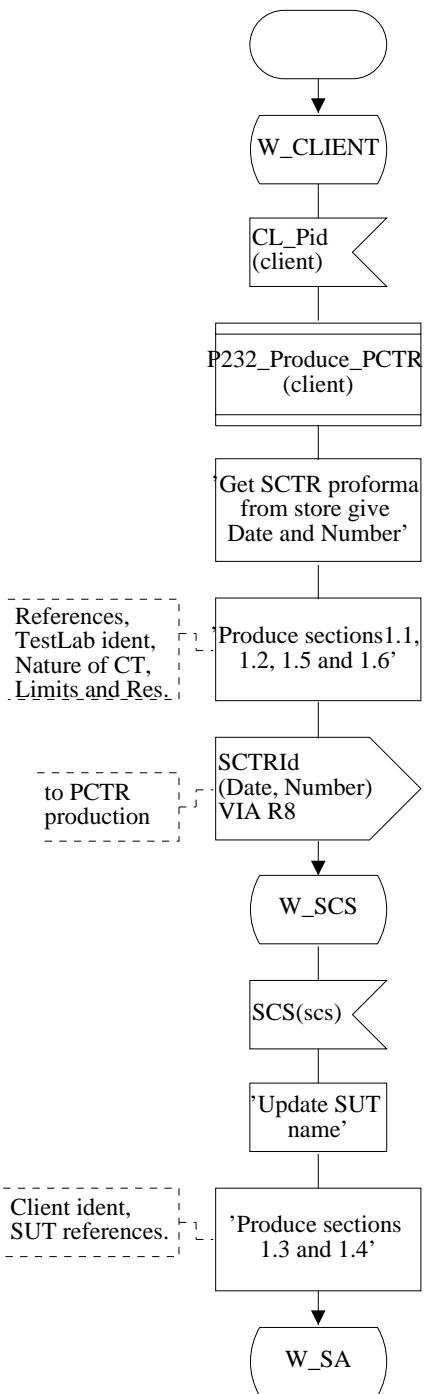 W_CLIENT
CL_Pid
(client)
P232_Produce_PCTR
(client)
’Get SCTR proforma
from store give
Date and Number’
References,
TestLab ident,
Nature of CT,
Limits and Res.
’Produce sections1.1,
1.2, 1.5 and 1.6’
SCTRId
(Date, Number)
VIA R8
to PCTR
production
W_SCS
SCS(scs)
’Update SUT
name’
Client ident,
SUT references.
’Produce sections
1.3 and 1.4’
W_SA